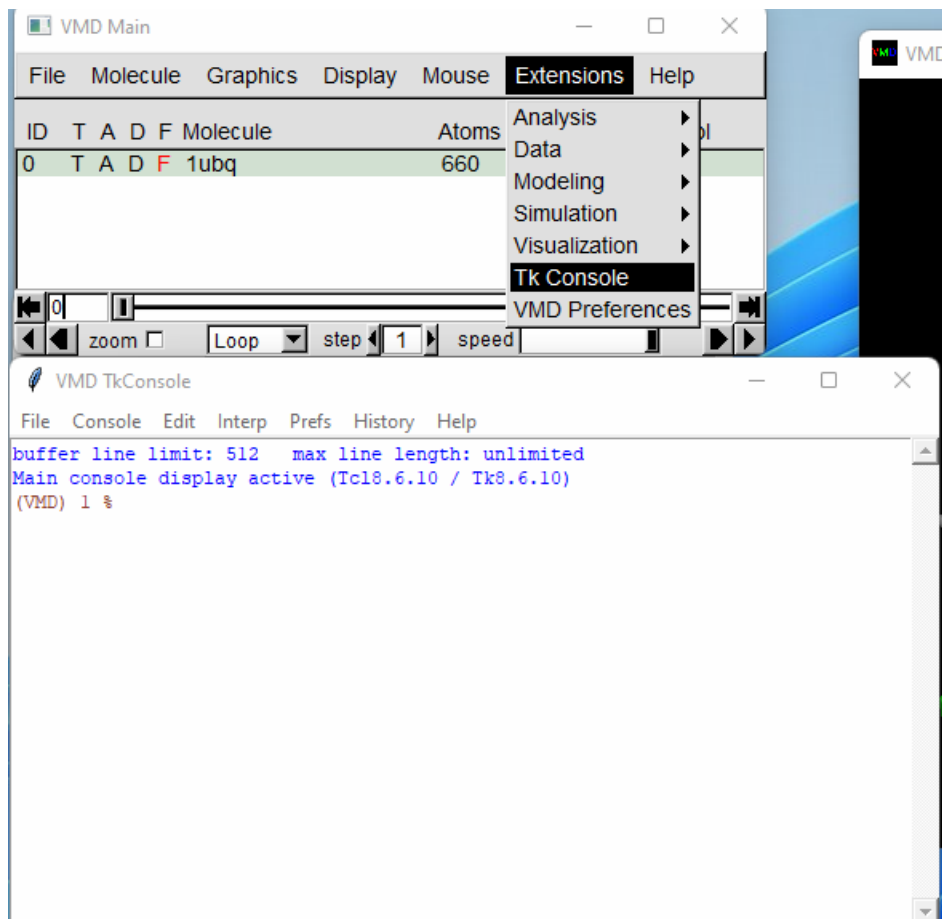 VMD Main
VMD
File Molecule Graphics Display Mouse Extensions Help
ID T A D F Molecule Atoms
0 T A D F 1ubq 660
Analysis
Data
Modeling
Simulation
Visualization
Tk Console
VMD Preferences
0
zoom Loop step 1 speed
VMD TkConsole
File Console Edit Interp Prefs History Help
buffer line limit: 512 max line length: unlimited
Main console display active (Tcl8.6.10 / Tk8.6.10)
(VMD) 1 %